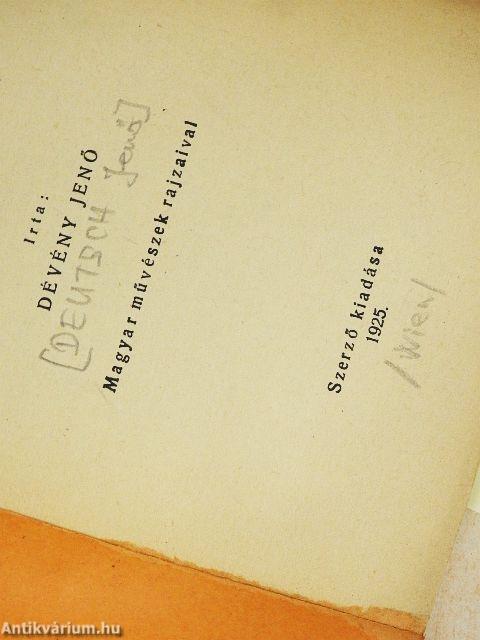 Irta:
DÉVÉNY JENŐ
[DEUTSCH Jenő]
Magyar művészek rajzaival
Szerző kiadása
1925.
/Wien/
Antikvárium.hu